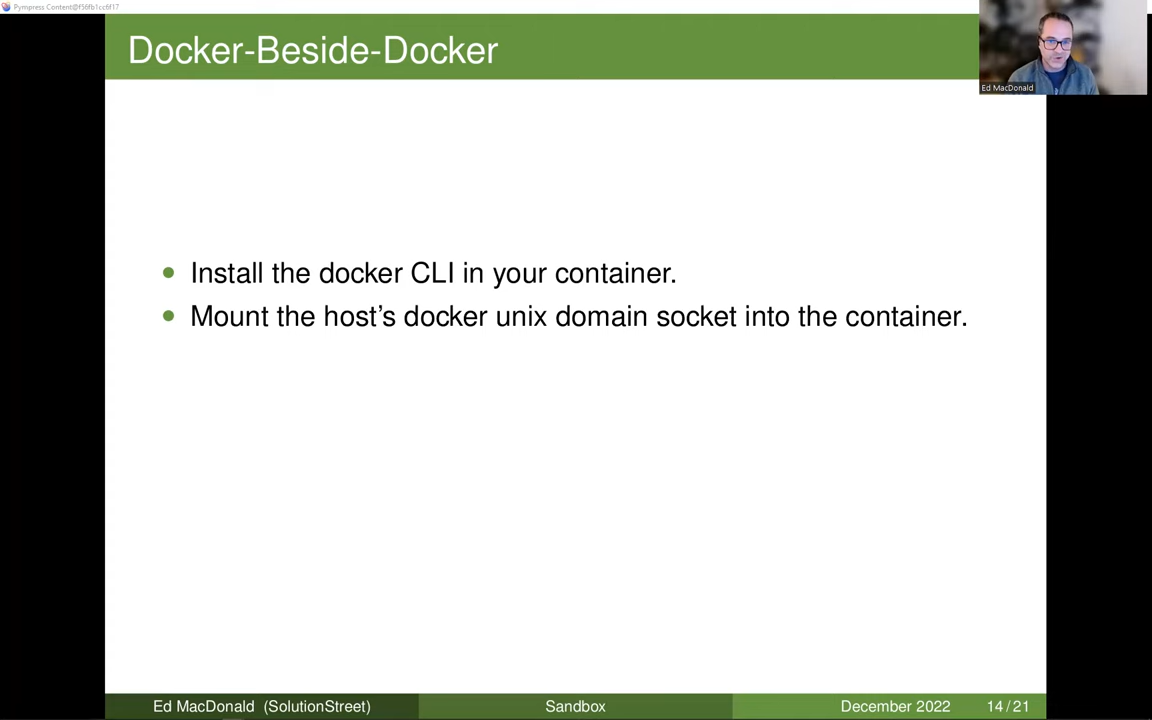 Pympress Content@f56fb1cc6f17
Docker-Beside-Docker
Ed MacDonald
Install the docker CLI in your container.
Mount the host's docker unix domain socket into the container.
Ed MacDonald (SolutionStreet)
Sandbox
December 2022
14 / 21